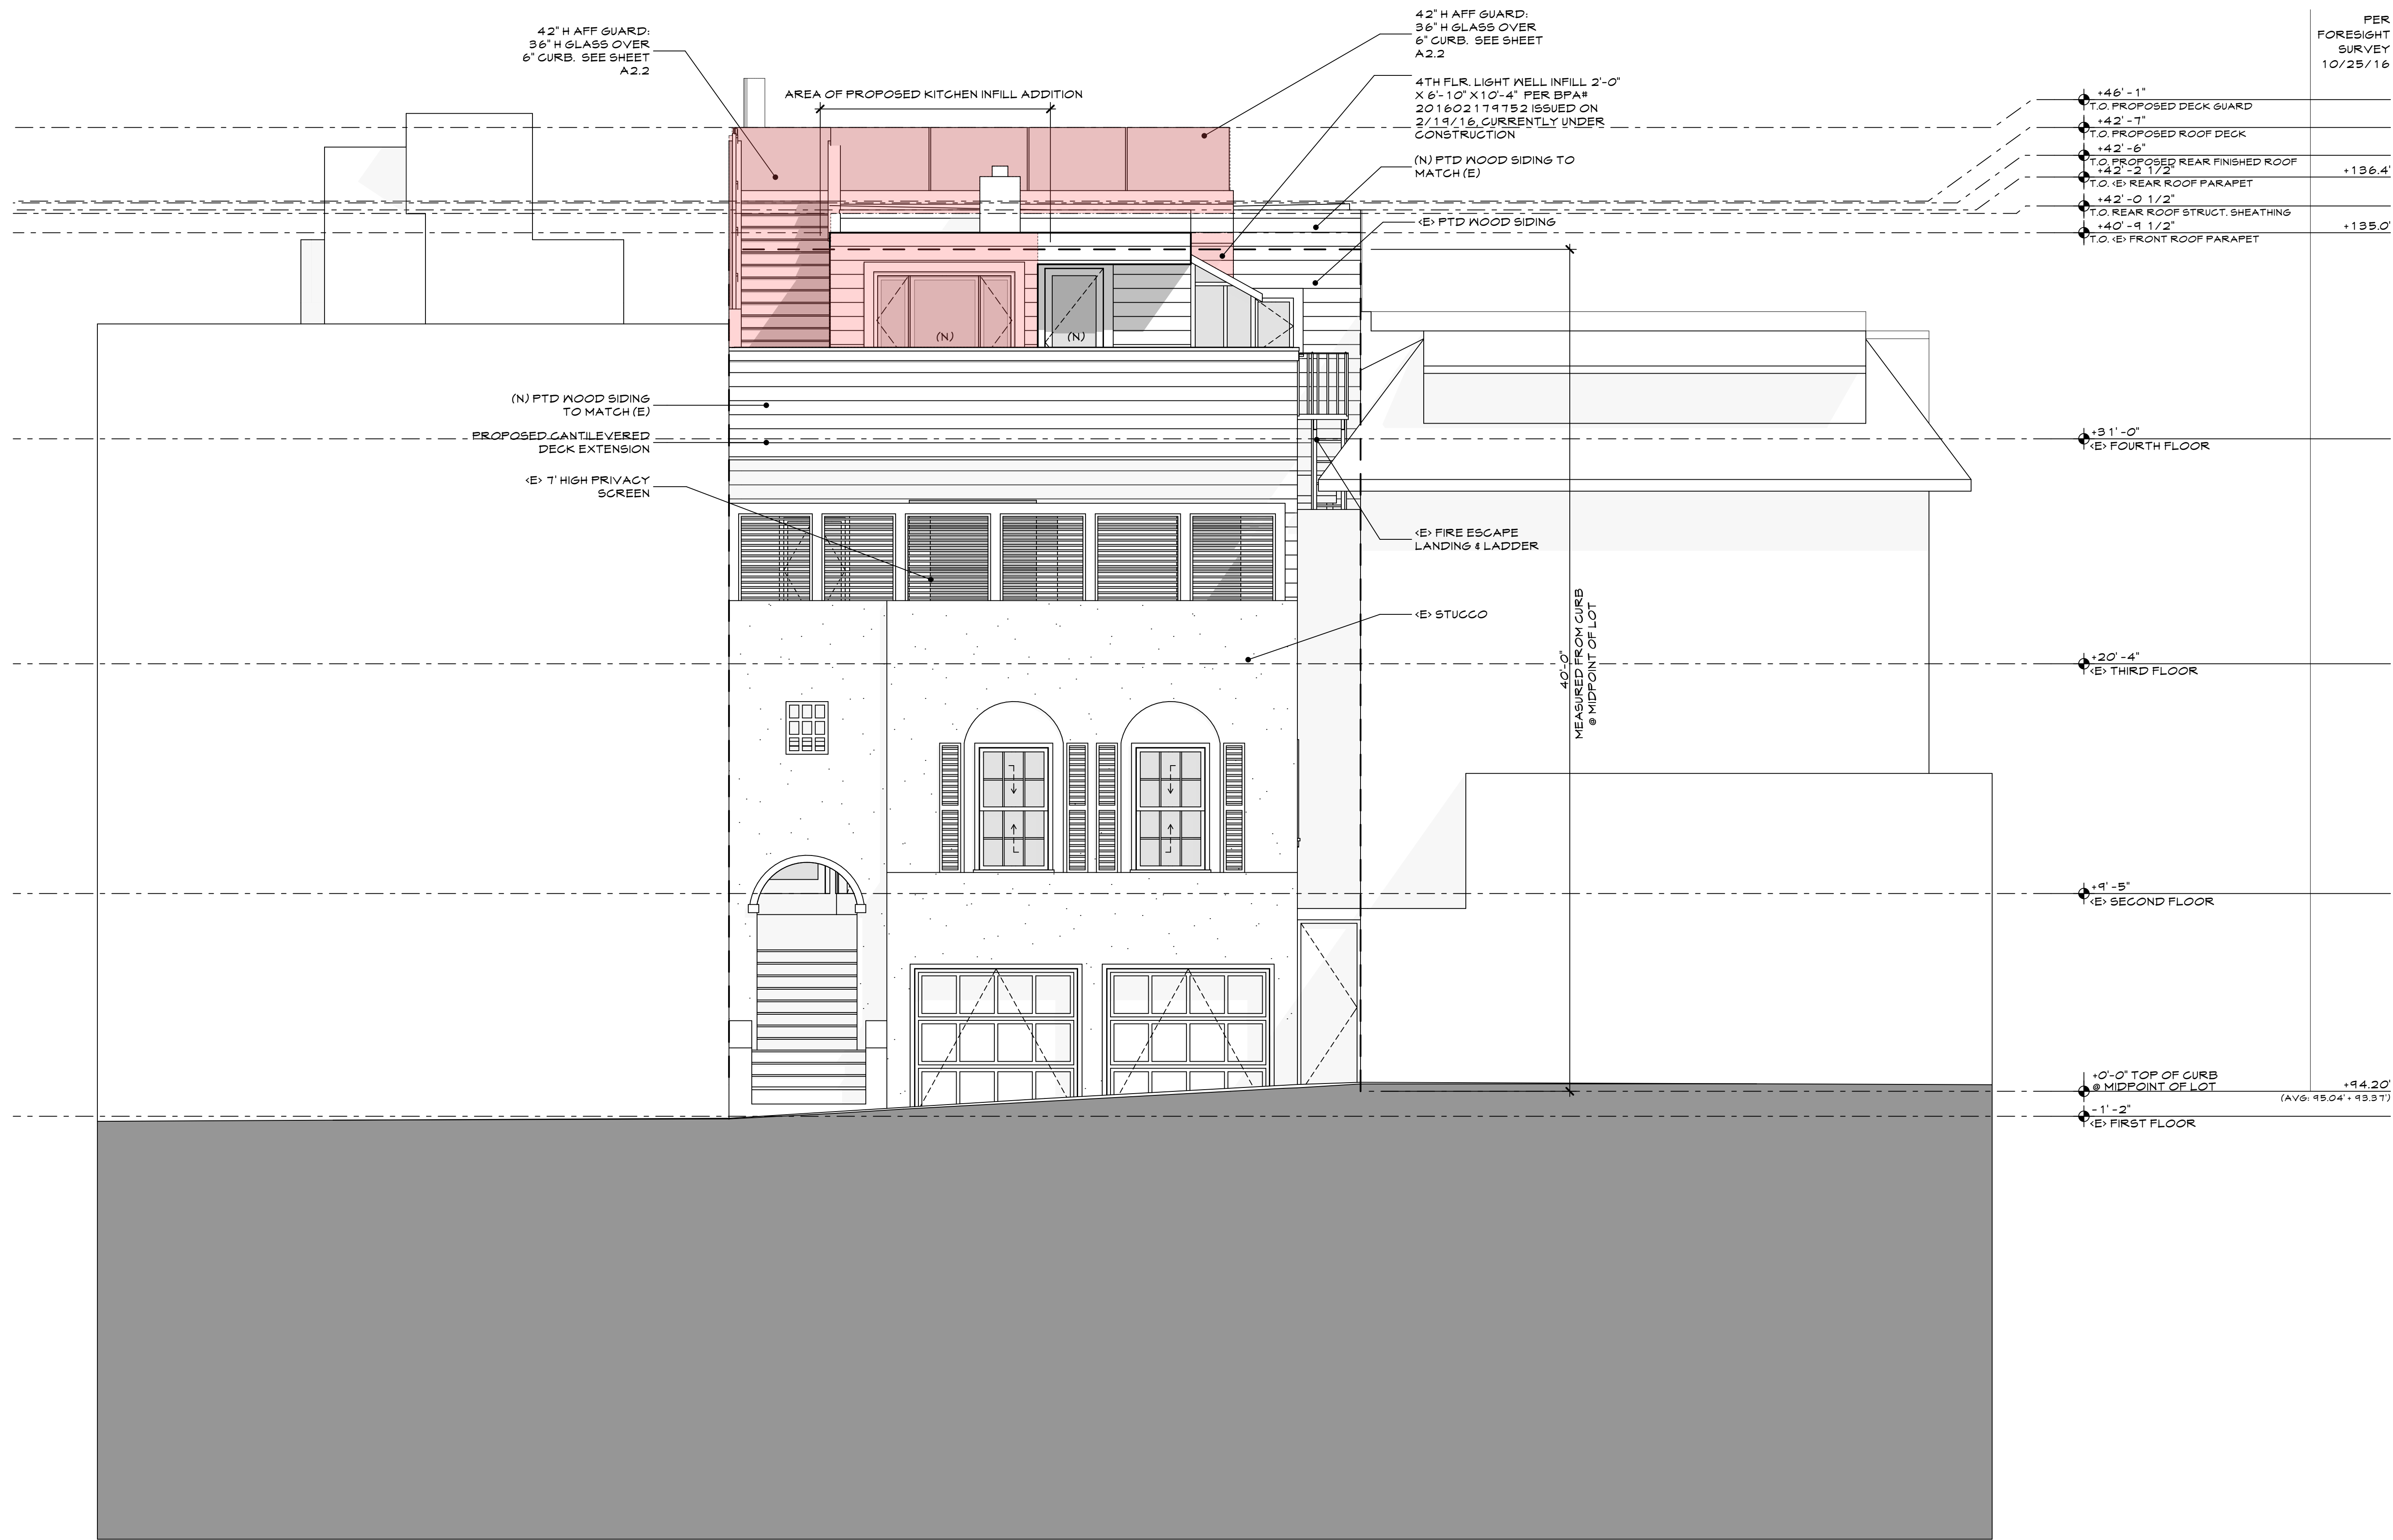 42" H AFF GUARD:
36" H GLASS OVER
6" CURB. SEE SHEET
A2.2
AREA OF PROPOSED KITCHEN INFILL ADDITION
42" H AFF GUARD:
36" H GLASS OVER
6" CURB. SEE SHEET
A2.2
4TH FLR. LIGHT WELL INFILL 2'-0"
X 6'-10" X 10'-4" PER BPA#
201602179752 ISSUED ON
2/19/16, CURRENTLY UNDER
CONSTRUCTION
(N) PTD WOOD SIDING TO
MATCH (E)
<E> PTD WOOD SIDING
(N)
(N)
(N) PTD WOOD SIDING
TO MATCH (E)
PROPOSED CANTILEVERED
DECK EXTENSION
<E> 7' HIGH PRIVACY
SCREEN
<E> FIRE ESCAPE
LANDING & LADDER
<E> STUCCO
40'-0"
MEASURED FROM CURB
@ MIDPOINT OF LOT
PER
FORESIGHT
SURVEY
10/25/16
+46'-1"
T.O. PROPOSED DECK GUARD
+42'-7"
T.O. PROPOSED ROOF DECK
+42'-6"
T.O. PROPOSED REAR FINISHED ROOF
+42'-2 1/2" +136.4'
T.O. <E> REAR ROOF PARAPET
+42'-0 1/2"
T.O. REAR ROOF STRUCT. SHEATHING
+40'-9 1/2" +135.0'
T.O. <E> FRONT ROOF PARAPET
+31'-0"
<E> FOURTH FLOOR
+20'-4"
<E> THIRD FLOOR
+9'-5"
<E> SECOND FLOOR
+0'-0" TOP OF CURB
@ MIDPOINT OF LOT +94.20'
(AVG: 95.04' + 93.37')
-1'-2"
<E> FIRST FLOOR